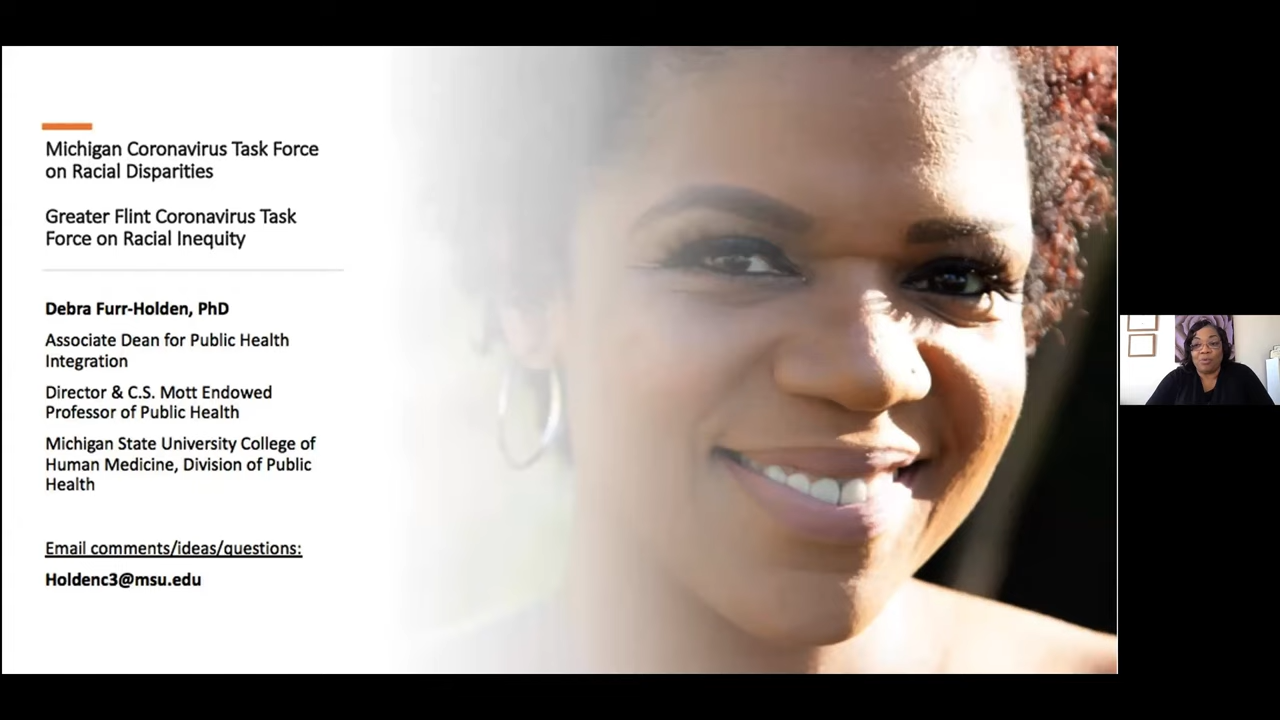 Michigan Coronavirus Task Force
on Racial Disparities
Greater Flint Coronavirus Task
Force on Racial Inequity
Debra Furr-Holden, PhD
Associate Dean for Public Health
Integration
Director & C.S. Mott Endowed
Professor of Public Health
Michigan State University College of
Human Medicine, Division of Public
Health
Email comments/ideas/questions:
Holdenc3@msu.edu